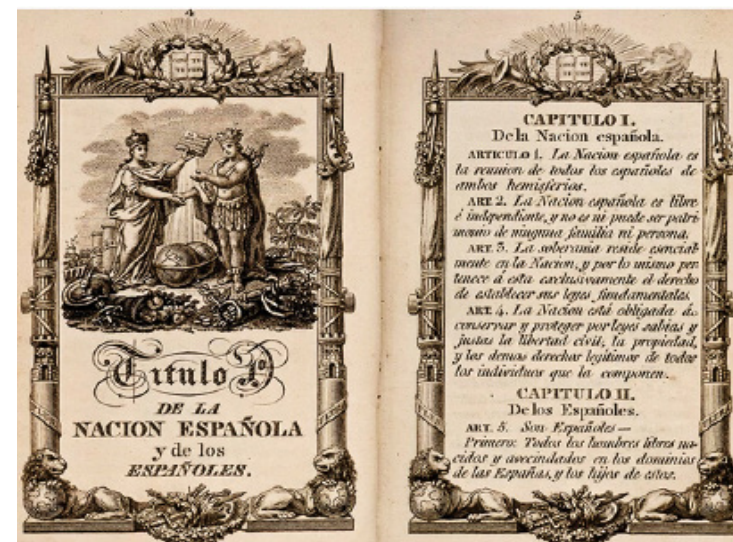 4
Titulo I.º
DE LA
NACION ESPAÑOLA
y de los
ESPAÑOLES.
5
CAPITULO I.
De la Nacion española.
ARTICULO 1. La Nacion española es
la reunion de todos los españoles de
ambos hemisferios.
ART. 2. La Nacion española es libre
é independiente, y no es ni puede ser patri
monio de ninguna familia ni persona.
ART. 3. La soberania reside esencial
mente en la Nacion, y por lo mismo per
tenece á esta esclusivamente el derecho
de establecer sus leyes fundamentales.
ART. 4. La Nacion está obligada á
conservar y proteger por leyes sabias y
justas la libertad civil, la propiedad,
y los demas derechos legítimos de todos
los individuos que la componen.
CAPITULO II.
De los Españoles.
ART. 5. Son Españoles—
Primero: Todos los hombres libres na-
cidos y avecindados en los dominios
de las Españas, y los hijos de estos.